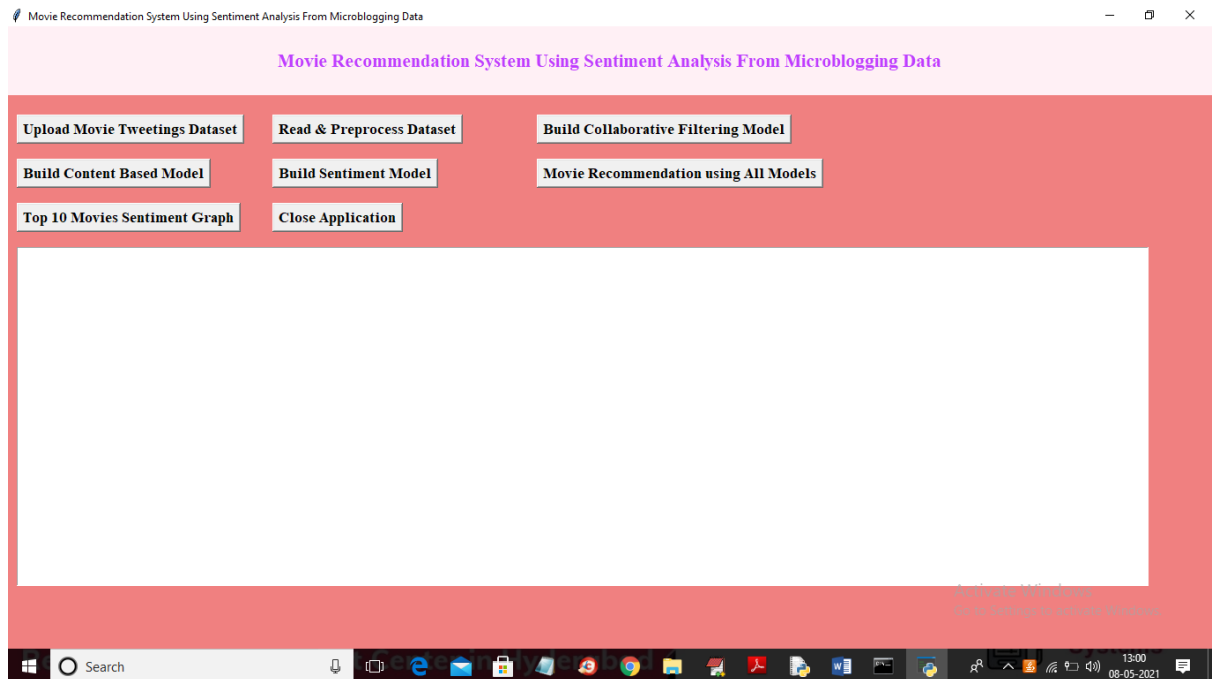 Movie Recommendation System Using Sentiment Analysis From Microblogging Data
Movie Recommendation System Using Sentiment Analysis From Microblogging Data
Upload Movie Tweetings Dataset Read & Preprocess Dataset Build Collaborative Filtering Model
Build Content Based Model Build Sentiment Model Movie Recommendation using All Models
Top 10 Movies Sentiment Graph Close Application
Activate Windows
Go to Settings to activate Windows.
Search
13:00
08-05-2021